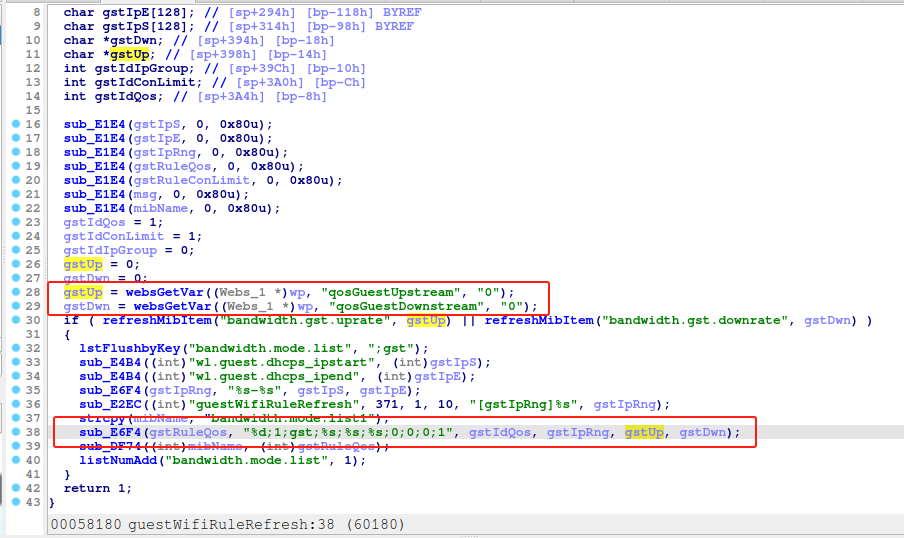 8 char gstIpE[128]; // [sp+294h] [bp-118h] BYREF
9 char gstIpS[128]; // [sp+314h] [bp-98h] BYREF
10 char *gstDwn; // [sp+394h] [bp-18h]
11 char *gstUp; // [sp+398h] [bp-14h]
12 int gstIdIpGroup; // [sp+39Ch] [bp-10h]
13 int gstIdConLimit; // [sp+3A0h] [bp-Ch]
14 int gstIdQos; // [sp+3A4h] [bp-8h]
15
16 sub_E1E4(gstIpS, 0, 0x80u);
17 sub_E1E4(gstIpE, 0, 0x80u);
18 sub_E1E4(gstIpRng, 0, 0x80u);
19 sub_E1E4(gstRuleQos, 0, 0x80u);
20 sub_E1E4(gstRuleConLimit, 0, 0x80u);
21 sub_E1E4(msg, 0, 0x80u);
22 sub_E1E4(mibName, 0, 0x80u);
23 gstIdQos = 1;
24 gstIdConLimit = 1;
25 gstIdIpGroup = 0;
26 gstUp = 0;
27 gstDwn = 0;
28 gstUp = websGetVar((Webs_1 *)wp, "qosGuestUpstream", "0");
29 gstDwn = websGetVar((Webs_1 *)wp, "qosGuestDownstream", "0");
30 if ( refreshMibItem("bandwidth.gst.uprate", gstUp) || refreshMibItem("bandwidth.gst.downrate", gstDwn) )
31 {
32 lstFlushbyKey("bandwidth.mode.list", ";gst");
33 sub_E4B4((int)"wl.guest.dhcps_ipstart", (int)gstIpS);
34 sub_E4B4((int)"wl.guest.dhcps_ipend", (int)gstIpE);
35 sub_E6F4(gstIpRng, "%s-%s", gstIpS, gstIpE);
36 sub_E2EC((int)"guestWifiRuleRefresh", 371, 1, 10, "[gstIpRng]%s", gstIpRng);
37 strcpy(mibName, "bandwidth.mode.list1");
38 sub_E6F4(gstRuleQos, "%d;1;gst;%s;%s;%s;0;0;0;1", gstIdQos, gstIpRng, gstUp, gstDwn);
39 sub_DF74((int)mibName, (int)gstRuleQos);
40 listNumAdd("bandwidth.mode.list", 1);
41 }
42 return 1;
43 }
00058180 guestWifiRuleRefresh:38 (60180)